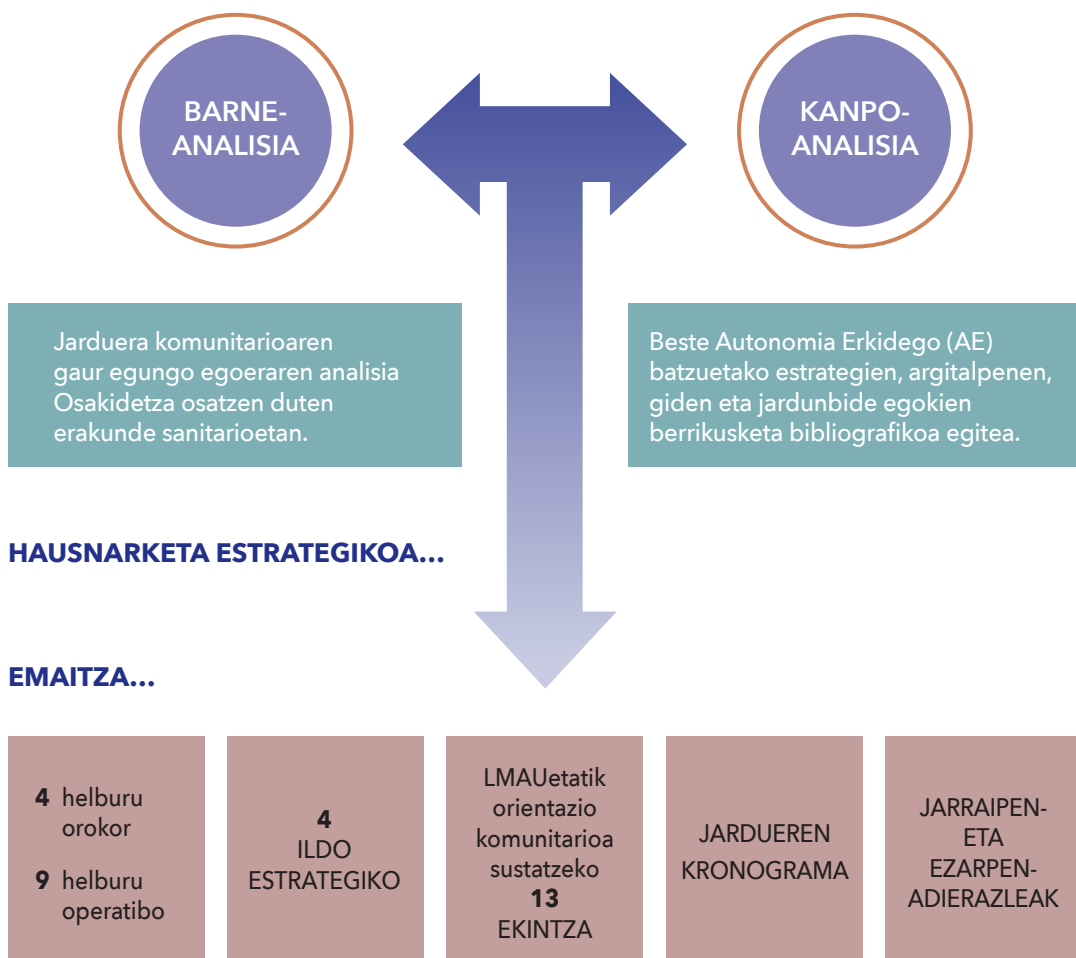 BARNE-
ANALISIA
KANPO-
ANALISIA
Jarduera komunitarioaren
gaur egungo egoeraren analisia
Osakidetza osatzen duten
erakunde sanitarioetan.
Beste Autonomia Erkidego (AE)
batzuetako estrategien, argitalpenen,
giden eta jardunbide egokien
berrikusketa bibliografikoa egitea.
HAUSNARKETA ESTRATEGIKOA...
EMAITZA...
4 helburu
orokor
9 helburu
operatibo
4
ILDO
ESTRATEGIKO
LMAUetatik
orientazio
komunitarioa
sustatzeko
13
EKINTZA
JARDUEREN
KRONOGRAMA
JARRAIPEN-
ETA
EZARPEN-
ADIERAZLEAK